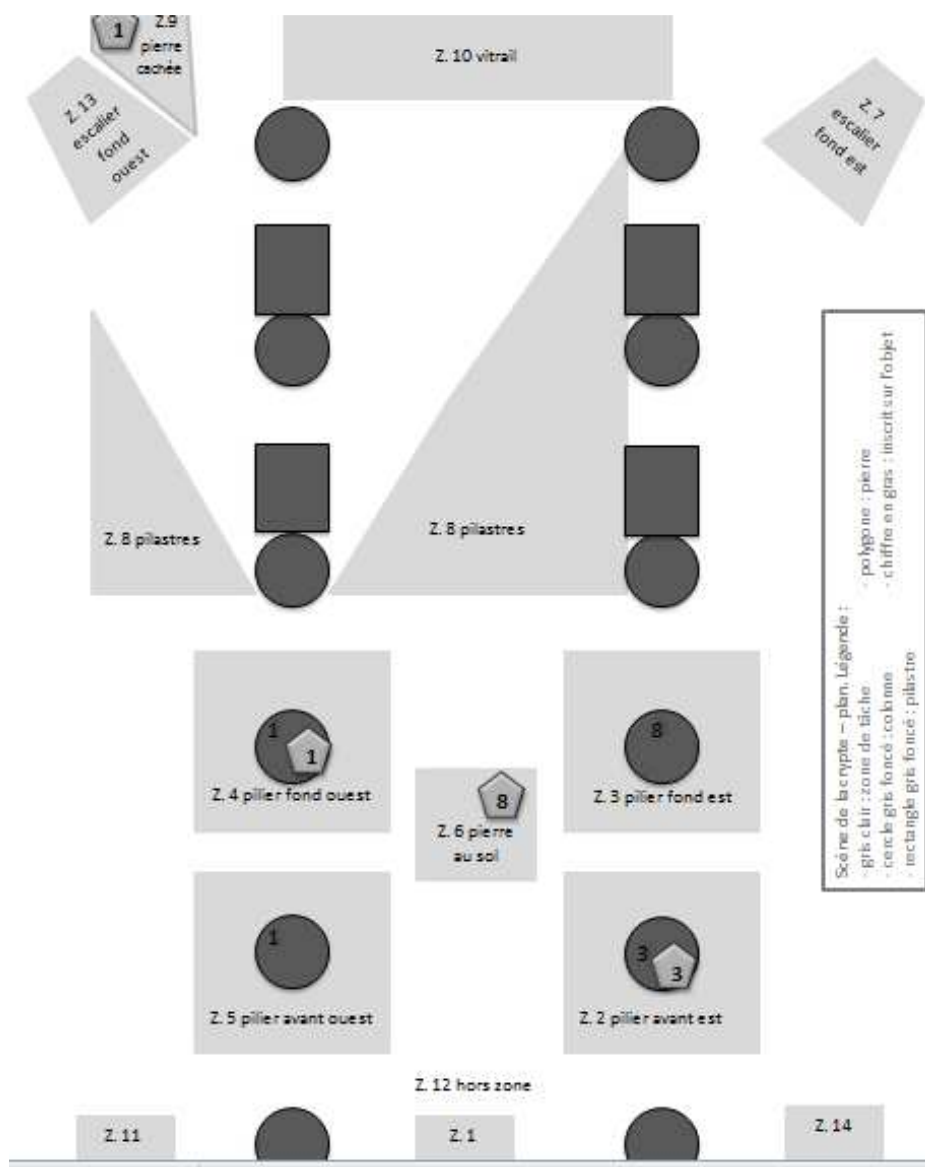 1
Z.9
pierre
cachée
Z. 10 vitrail
Z. 13
escalier
fond
ouest
Z. 7
escalier
fond est
Z. 8 pilastres
Z. 8 pilastres
Scène de la crypte – plan. Légende :
- gris clair : zone de tâche
- cercle gris foncé : colonne
- rectangle gris foncé : pilastre
- polygone : pierre
- chiffre en gras : inscrit sur l'objet
1
1
Z. 4 pilier fond ouest
8
Z. 3 pilier fond est
8
Z. 6 pierre
au sol
1
Z. 5 pilier avant ouest
3
3
Z. 2 pilier avant est
Z. 12 hors zone
Z. 11
Z. 1
Z. 14